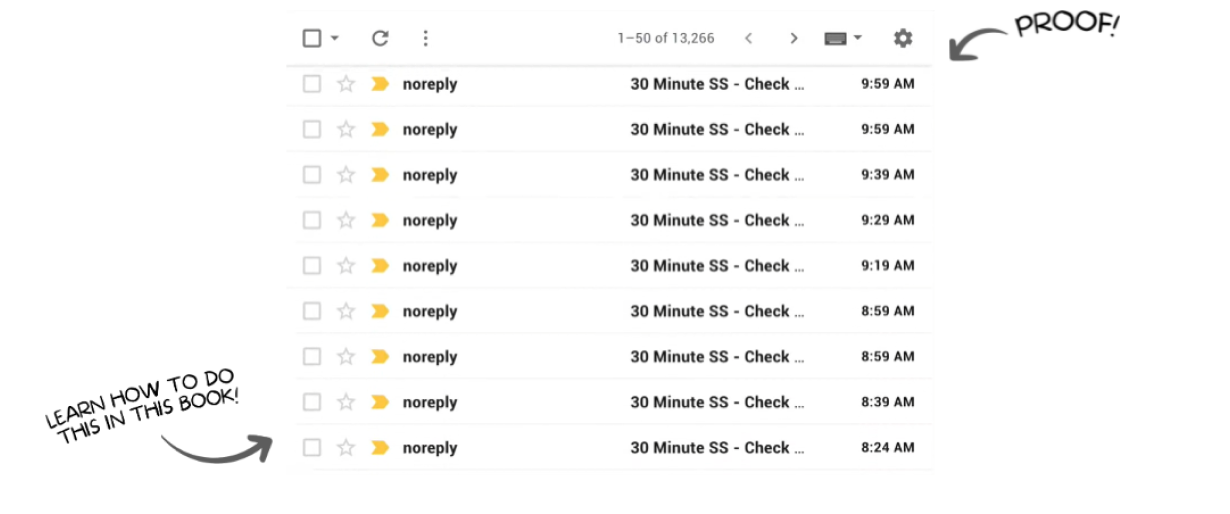 PROOF!
1–50 of 13,266
noreply 30 Minute SS - Check ... 9:59 AM
noreply 30 Minute SS - Check ... 9:59 AM
noreply 30 Minute SS - Check ... 9:39 AM
noreply 30 Minute SS - Check ... 9:29 AM
noreply 30 Minute SS - Check ... 9:19 AM
noreply 30 Minute SS - Check ... 8:59 AM
noreply 30 Minute SS - Check ... 8:59 AM
noreply 30 Minute SS - Check ... 8:39 AM
noreply 30 Minute SS - Check ... 8:24 AM
LEARN HOW TO DO
THIS IN THIS BOOK!